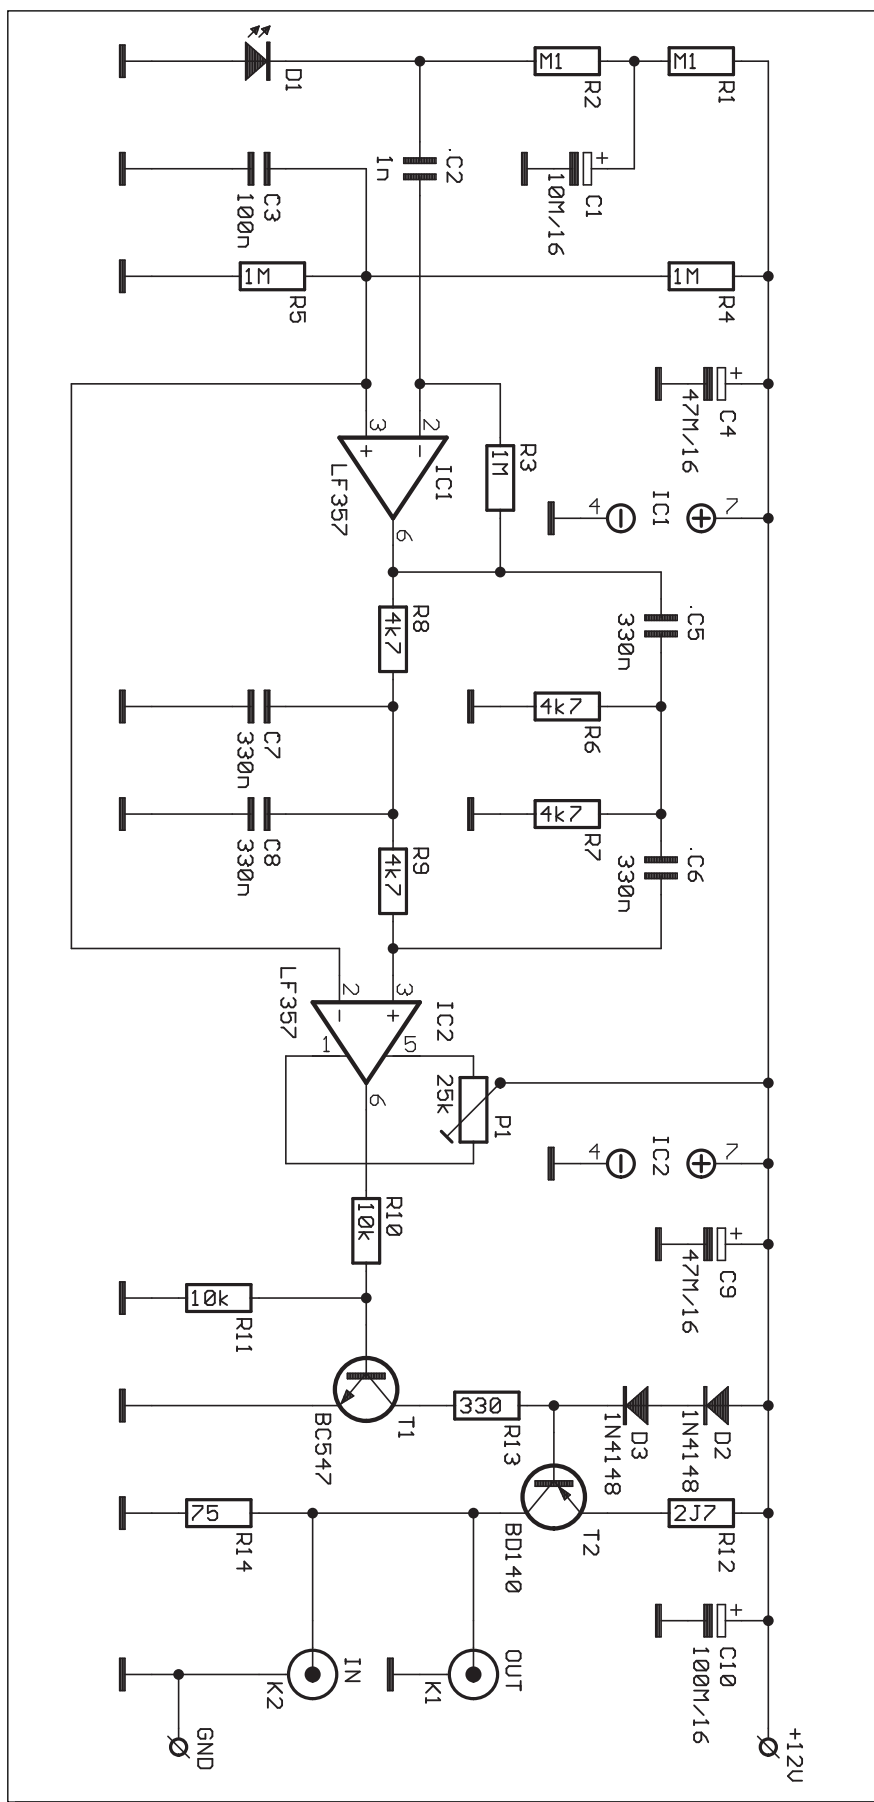 D1
M1
R2
M1
R1
.C2
1n
C3
100n
+
C1
10M/16
1M
R5
1M
R4
+
C4
47M/16
2
3
-
+
IC1
LF357
6
R3
1M
4
IC1
7
R8
4k7
.C5
330n
4k7
R6
C7
330n
4k7
R7
C8
330n
R9
4k7
.C6
330n
2
3
-
+
IC2
LF357
1
5
6
25k
P1
4
IC2
7
R10
10k
+
C9
47M/16
10k
R11
T1
BC547
330
R13
D3
1N4148
D2
1N4148
T2
BD140
2J7
R12
75
R14
+
C10
100M/16
IN
K2
OUT
K1
GND
+12V